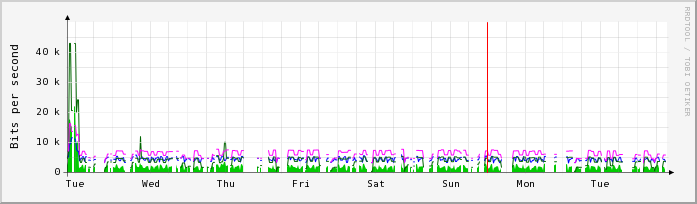 Bits per second
40 k
30 k
20 k
10 k
0
Tue Wed Thu Fri Sat Sun Mon Tue
RRDTOOL / TOBI OETIKER